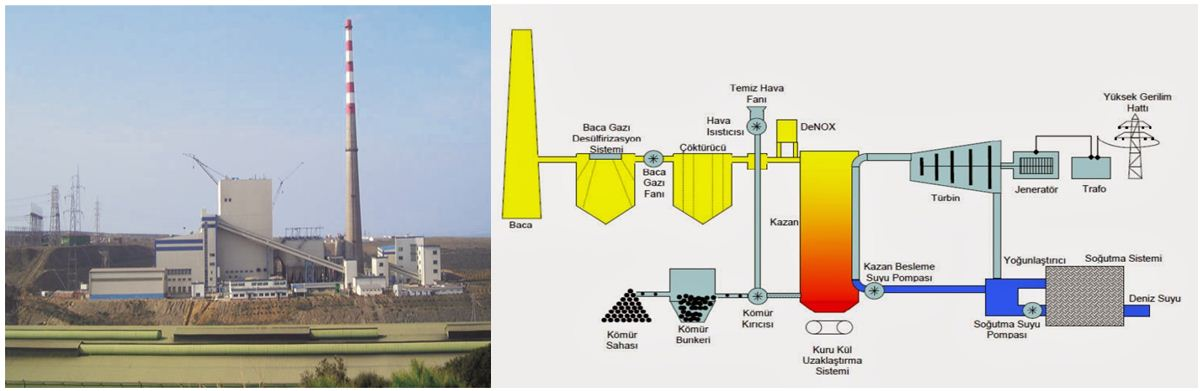 Temiz Hava
Fanı
Yüksek Gerilim
Hattı
Hava
Isıtıcısı
DeNOX
Baca Gazı
Desülfirizasyon
Sistemi
Çöktürücü
Baca
Gazı
Fanı
Jeneratör
Trafo
Türbin
Baca
Kazan
Kazan Besleme
Suyu Pompası
Yoğunlaştırıcı
Soğutma Sistemi
Deniz Suyu
Kömür
Sahası
Kömür
Bunkeri
Kömür
Kırıcısı
Soğutma Suyu
Pompası
Kuru Kül
Uzaklaştırma
Sistemi